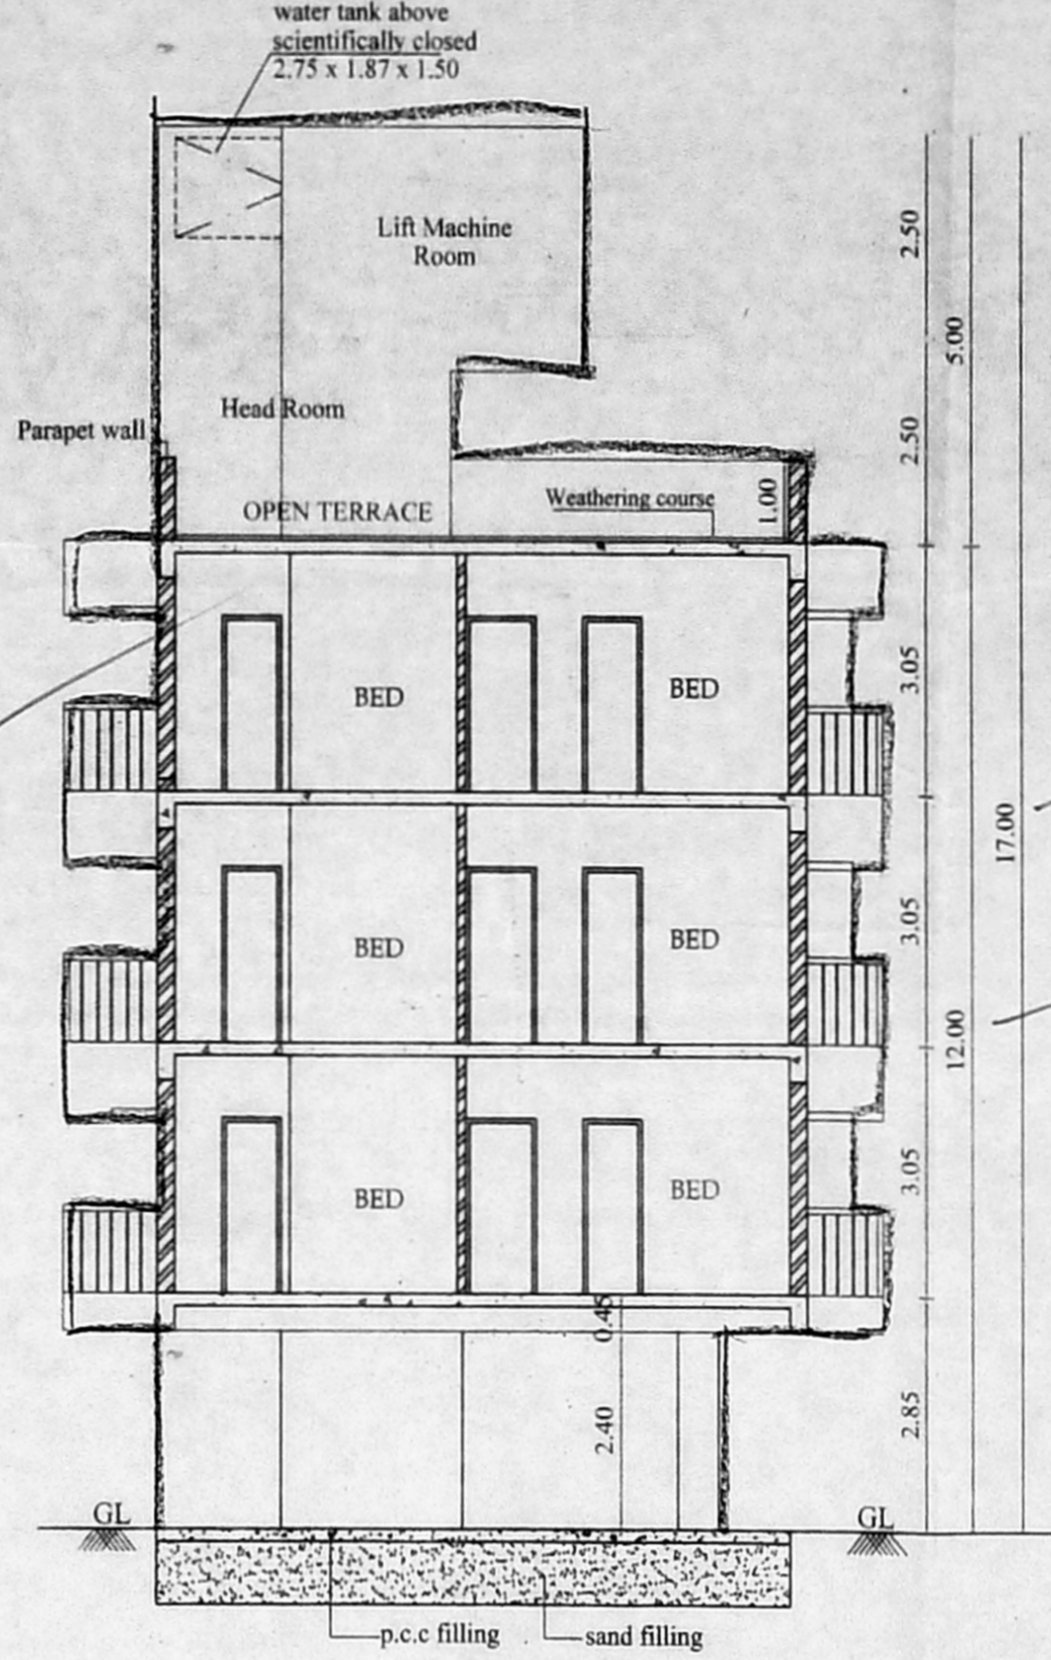 water tank above
scientifically closed
2.75 x 1.87 x 1.50
Lift Machine
Room
2.50
5.00
Head Room
Parapet wall
2.50
OPEN TERRACE
Weathering course
1.00
BED
BED
3.05
17.00
BED
BED
3.05
12.00
BED
BED
3.05
0.45
2.40
2.85
GL
GL
p.c.c filling
sand filling